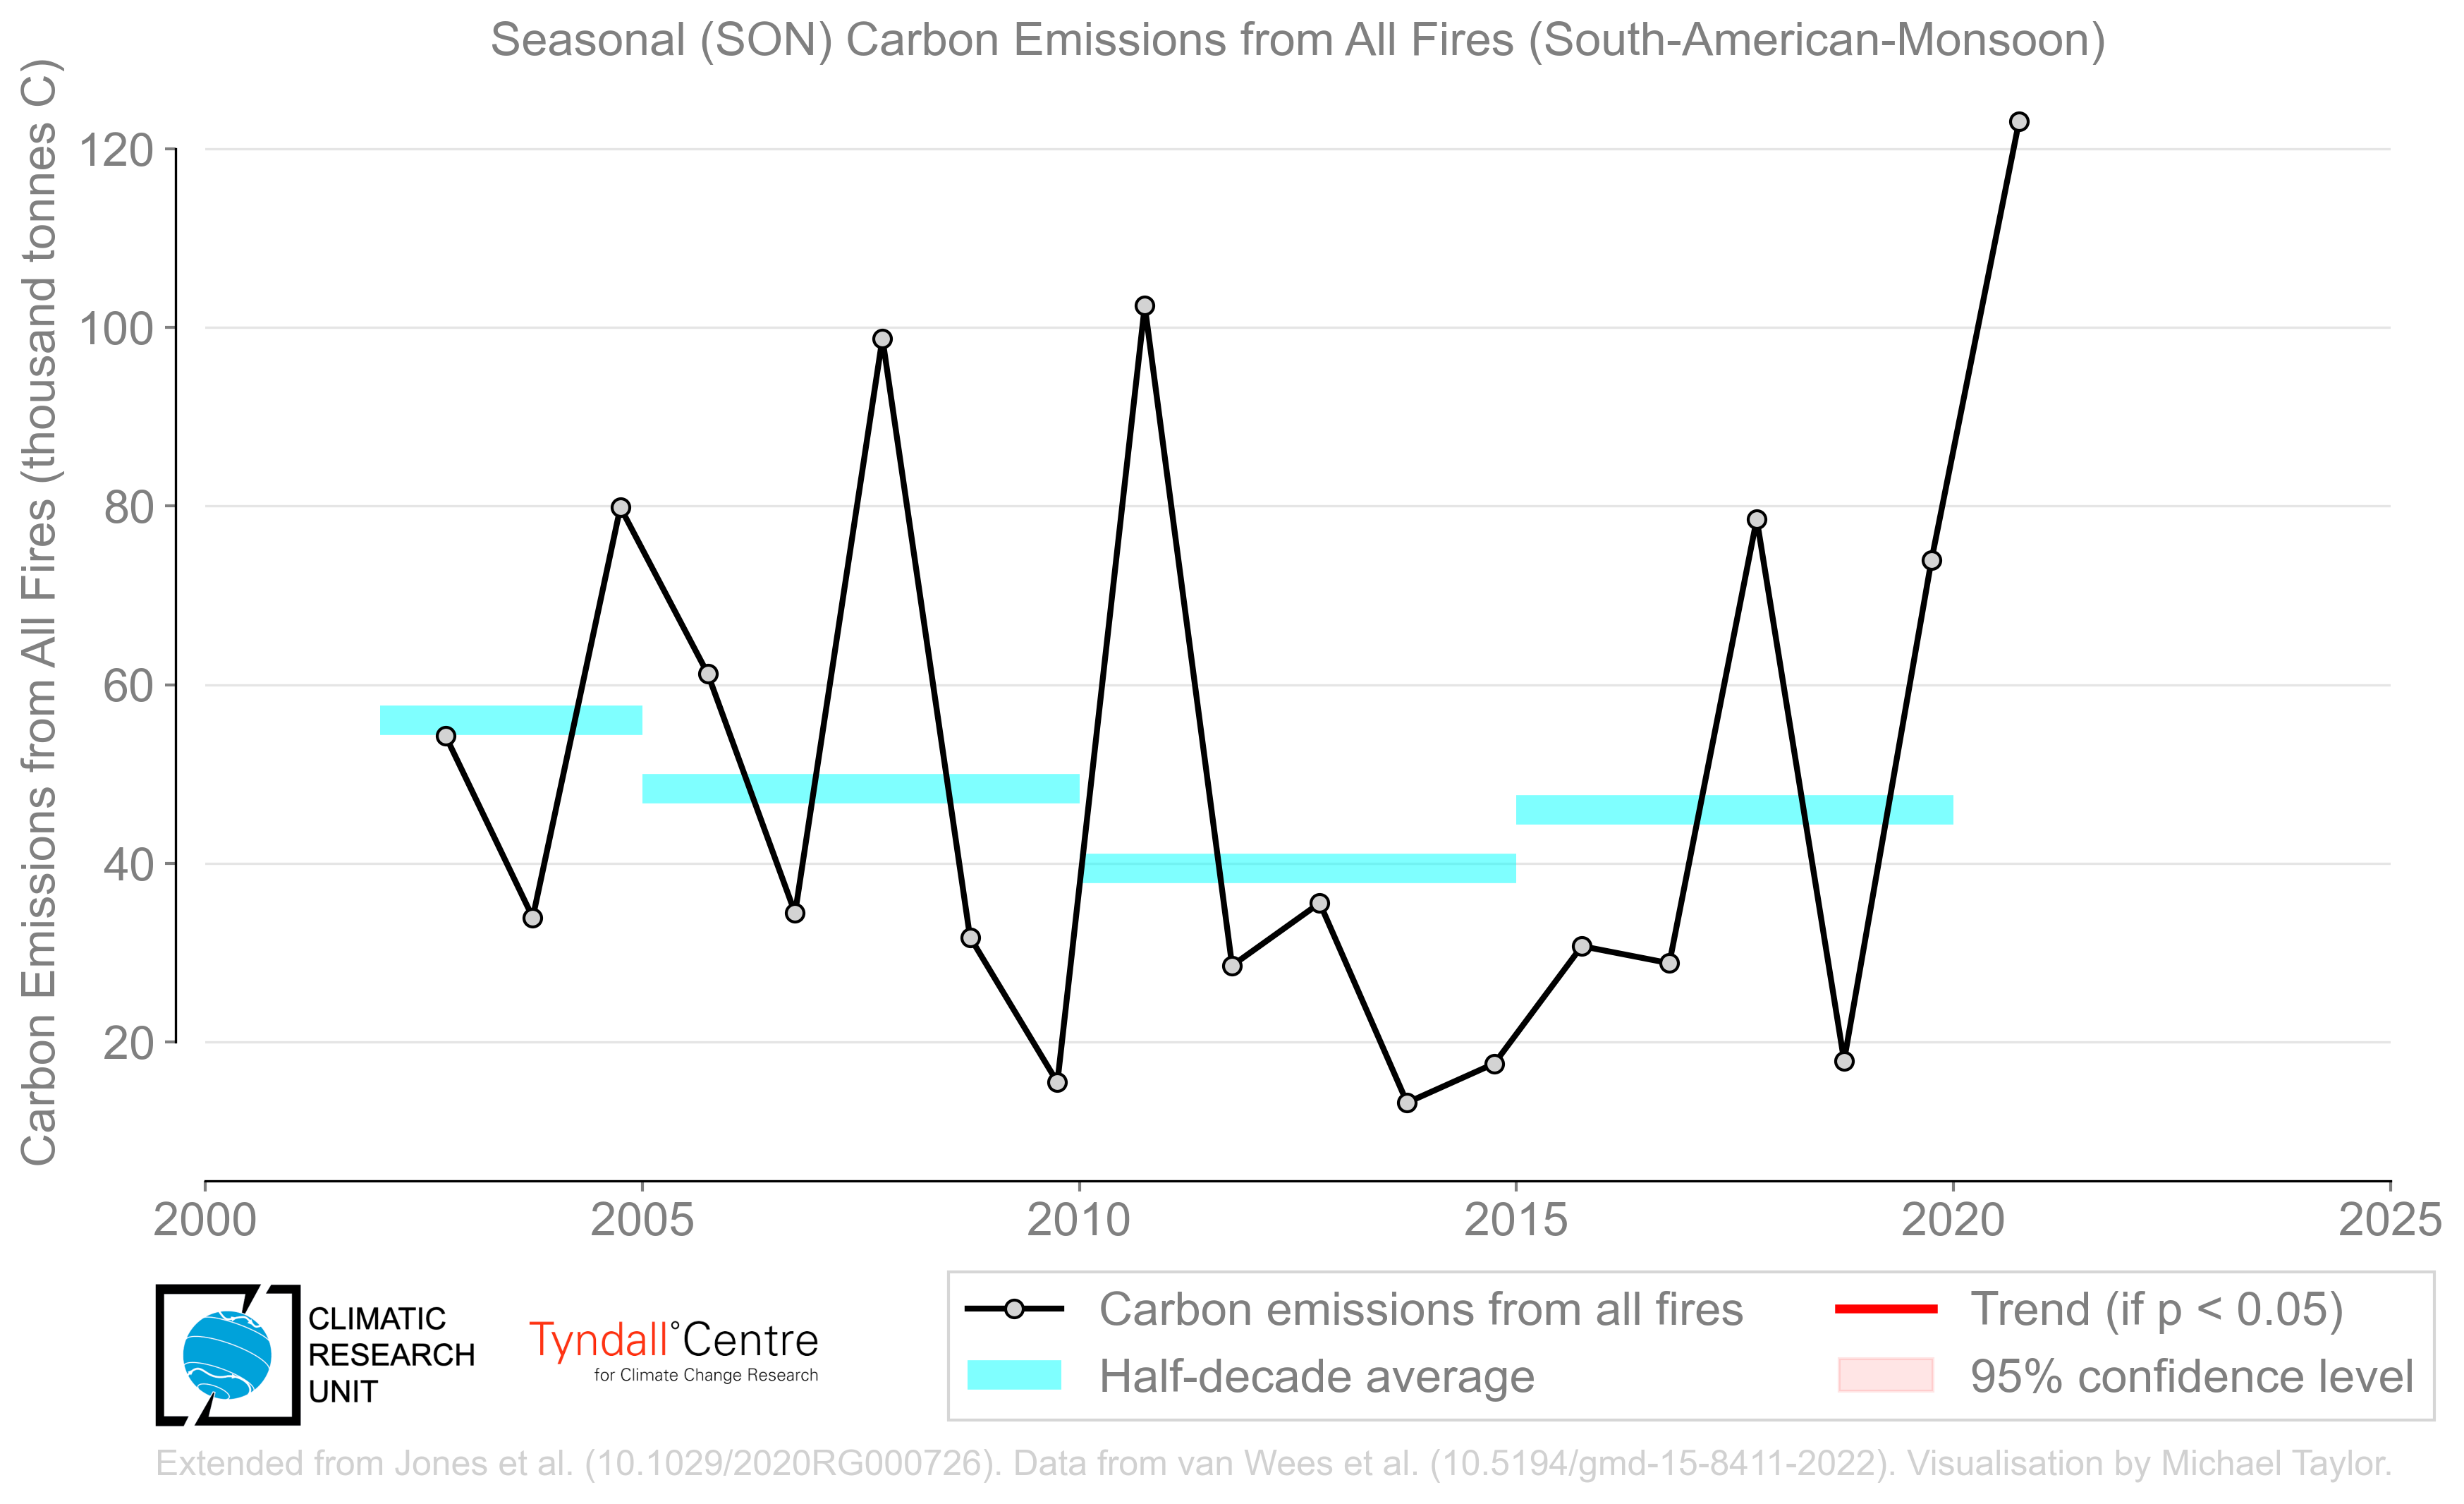 Seasonal (SON) Carbon Emissions from All Fires (South-American-Monsoon)
Carbon Emissions from All Fires (thousand tonnes C)
120
100
80
60
40
20
2000 2005 2010 2015 2020 2025
CLIMATIC
RESEARCH
UNIT
Tyndall°Centre
for Climate Change Research
Carbon emissions from all fires
Half-decade average
Trend (if p < 0.05)
95% confidence level
Extended from Jones et al. (10.1029/2020RG000726). Data from van Wees et al. (10.5194/gmd-15-8411-2022). Visualisation by Michael Taylor.